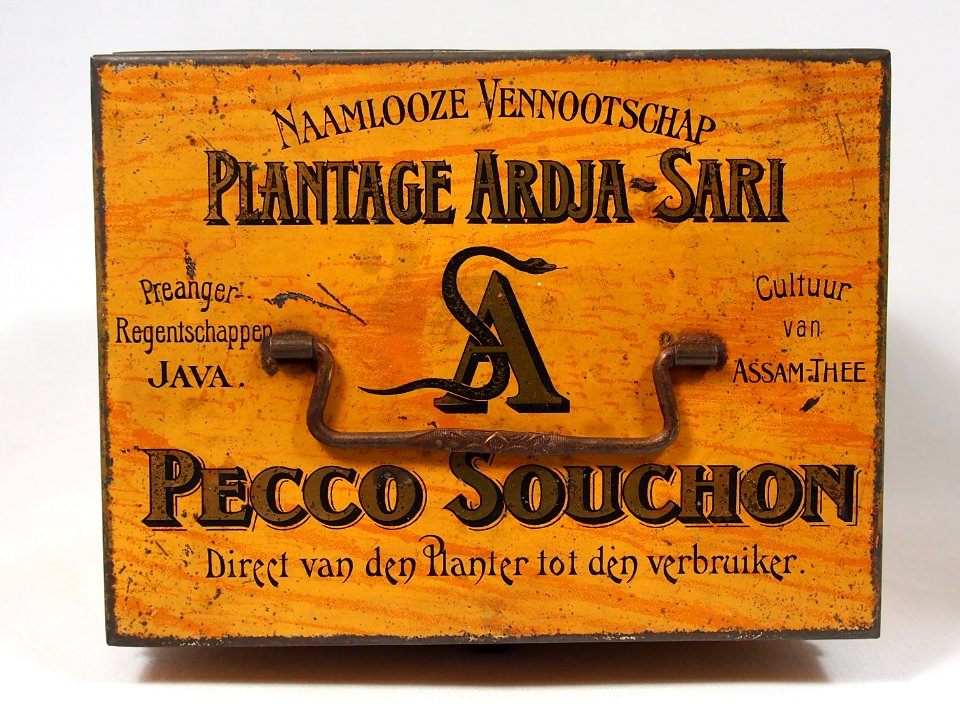 NAAMLOOZE VENNOOTSCHAP
PLANTAGE ARDJA-SARI
Preanger-
Regentschappen
JAVA.
A
Cultuur
van
ASSAM-THEE
PECCO SOUCHON
Direct van den Planter tot den verbruiker.